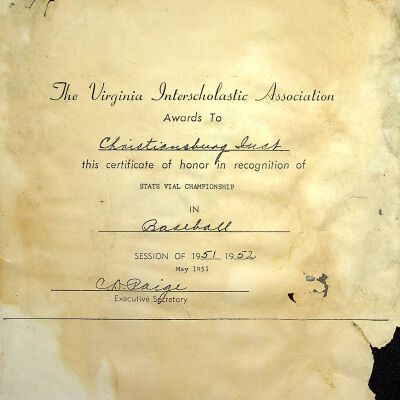 The Virginia Interscholastic Association
Awards To
Christiansburg Inst
this certificate of honor in recognition of
STATE VIAL CHAMPIONSHIP
IN
Baseball
SESSION OF 1951 1952
May 1951
C.D. Paige
Executive Secretary